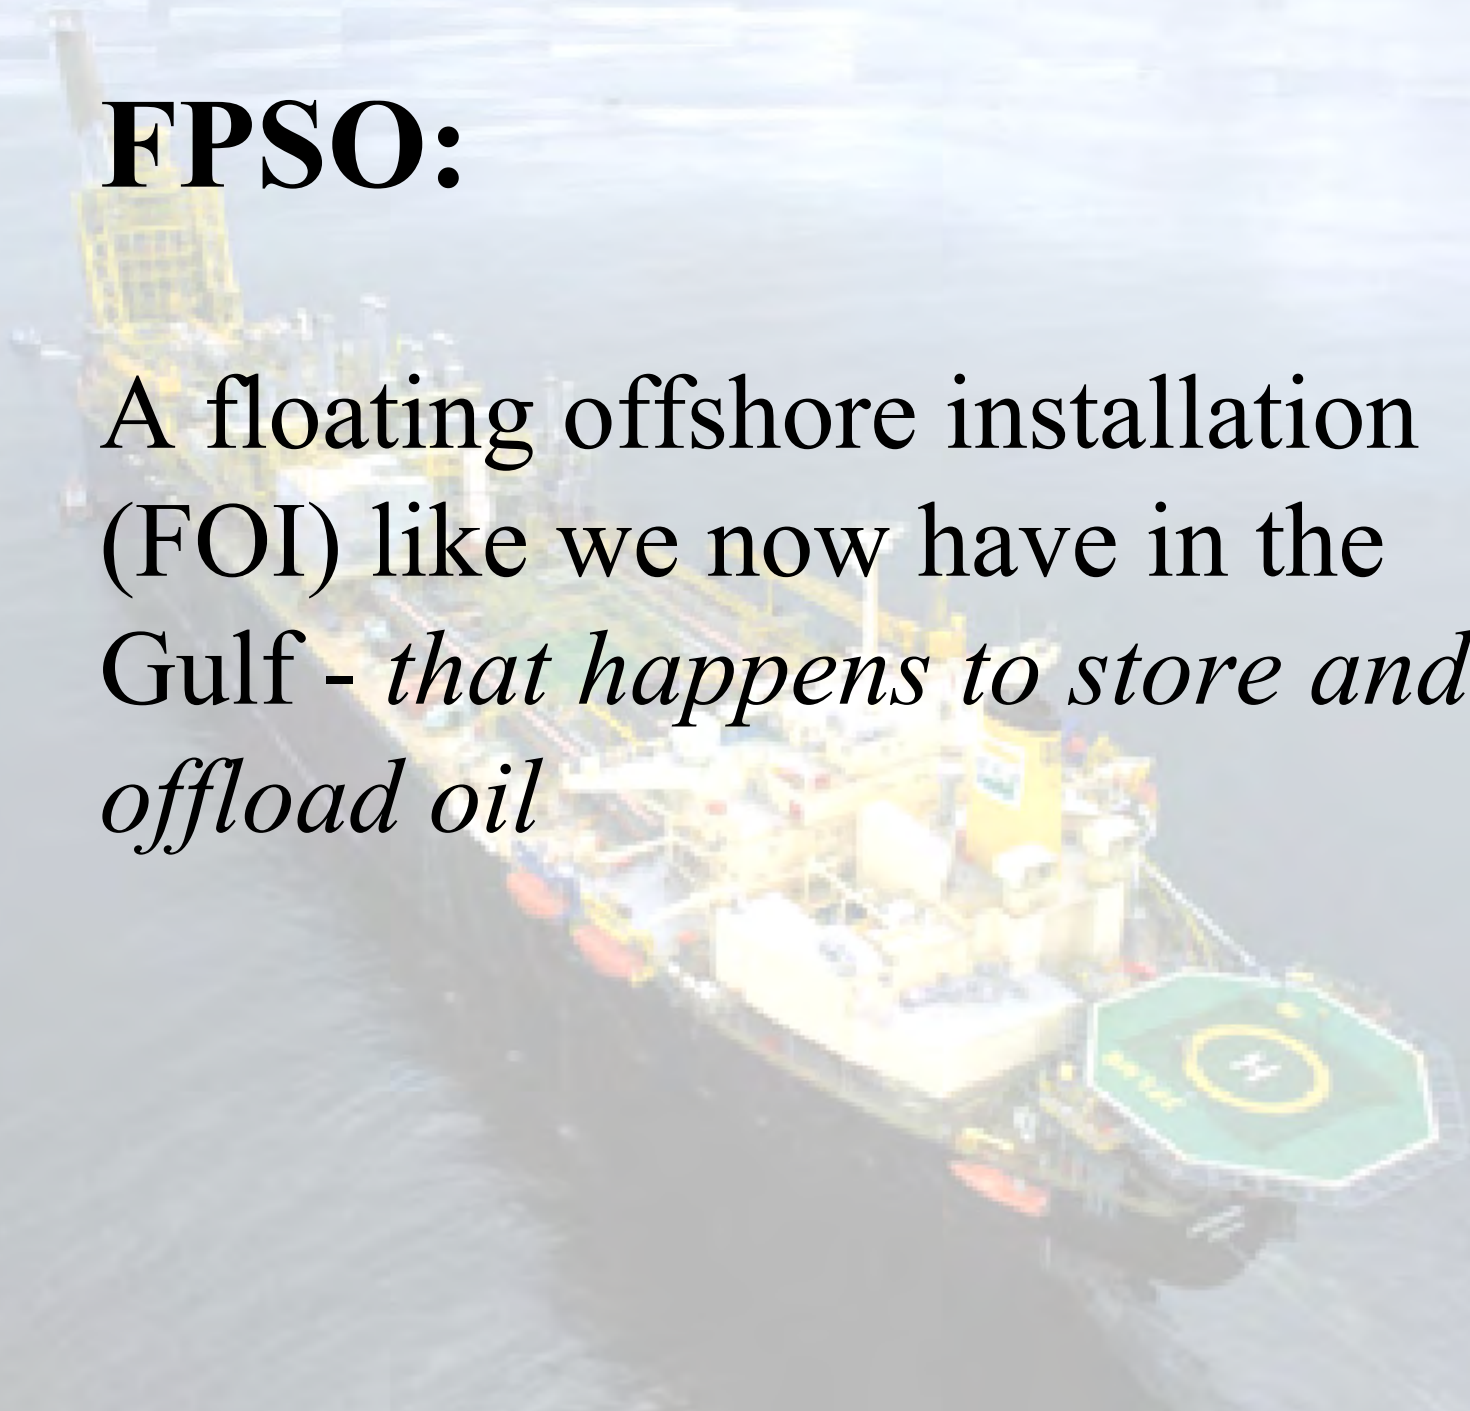 FPSO:
A floating offshore installation
(FOI) like we now have in the
Gulf - that happens to store and
offload oil
H